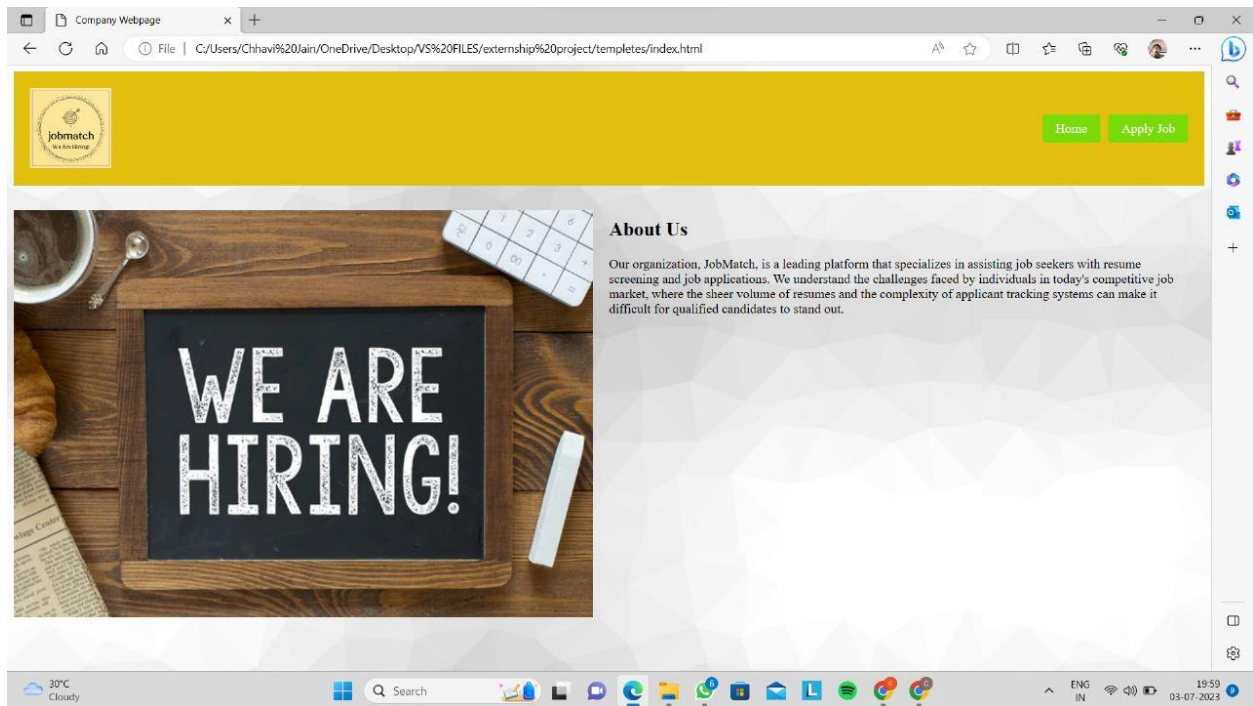 Company Webpage
File | C:/Users/Chhavi%20Jain/OneDrive/Desktop/VS%20FILES/externship%20project/templetes/index.html
jobmatch
We Are Hiring!
Home
Apply Job
About Us
Our organization, JobMatch, is a leading platform that specializes in assisting job seekers with resume
screening and job applications. We understand the challenges faced by individuals in today's competitive job
market, where the sheer volume of resumes and the complexity of applicant tracking systems can make it
difficult for qualified candidates to stand out.
WE ARE
HIRING!
30°C
Cloudy
Search
6
ENG
IN
19:59
03-07-2023